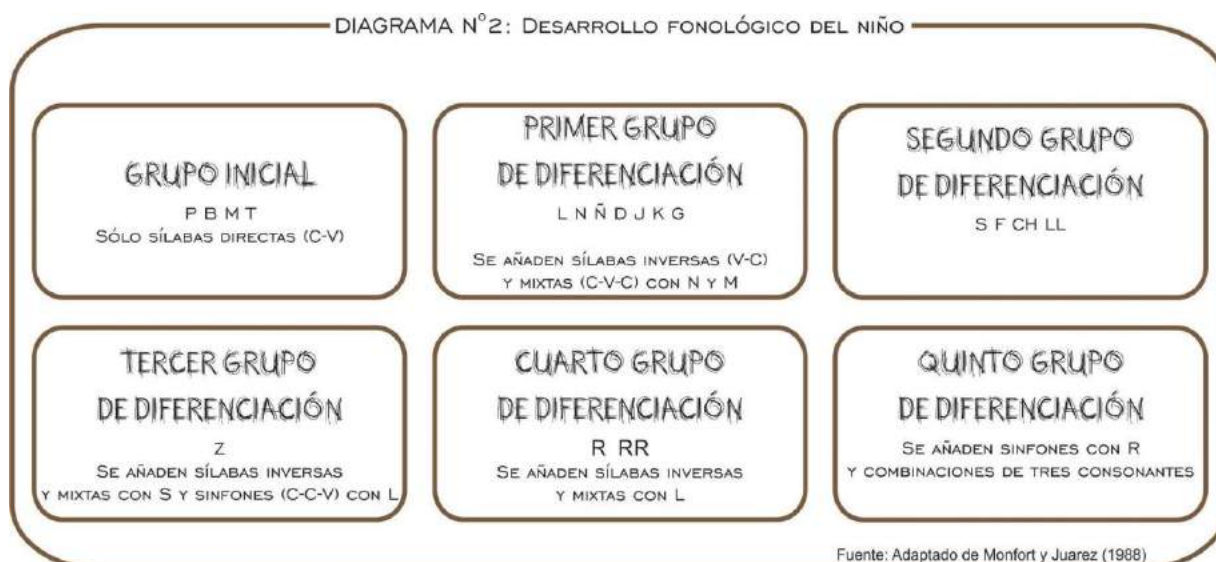 DIAGRAMA N°2: DESARROLLO FONOLÓGICO DEL NIÑO
GRUPO INICIAL
P B M T
SÓLO SÍLABAS DIRECTAS (C-V)
PRIMER GRUPO
DE DIFERENCIACIÓN
L N Ñ D J K G
SE AÑADEN SÍLABAS INVERSAS (V-C)
Y MIXTAS (C-V-C) CON N Y M
SEGUNDO GRUPO
DE DIFERENCIACIÓN
S F CH LL
TERCER GRUPO
DE DIFERENCIACIÓN
Z
SE AÑADEN SÍLABAS INVERSAS
Y MIXTAS CON S Y SINFONES (C-C-V) CON L
CUARTO GRUPO
DE DIFERENCIACIÓN
R RR
SE AÑADEN SÍLABAS INVERSAS
Y MIXTAS CON L
QUINTO GRUPO
DE DIFERENCIACIÓN
SE AÑADEN SINFONES CON R
Y COMBINACIONES DE TRES CONSONANTES
Fuente: Adaptado de Monfort y Juarez (1988)